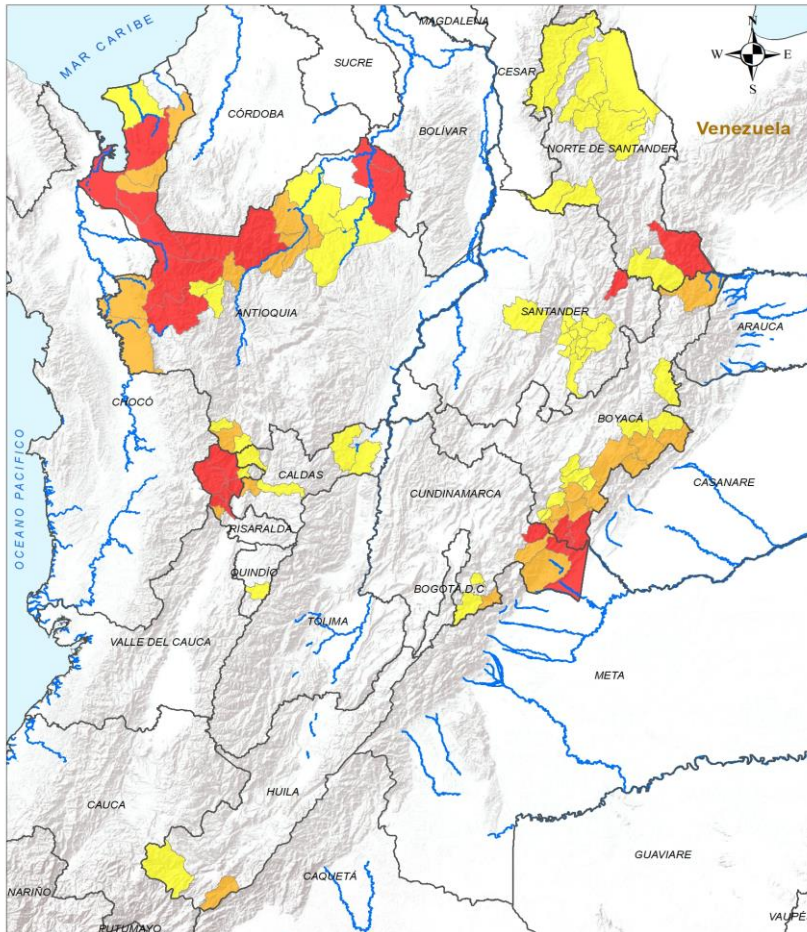 MAGDALENA
MAR CARIBE
SUCRE
N
W E
S
CESAR
CÓRDOBA
BOLÍVAR
Venezuela
NORTE DE SANTANDER
ANTIOQUIA
SANTANDER
ARAUCA
CHOCÓ
BOYACÁ
CALDAS
CUNDINAMARCA
CASANARE
OCEANO PACIFICO
RISARALDA
QUINDÍO
BOGOTÁ.D,C
TOLIMA
VALLE DEL CAUCA
META
HUILA
CAUCA
GUAVIARE
CAQUETÁ
NARIÑO
PUTUMAYO
VAUPÉ